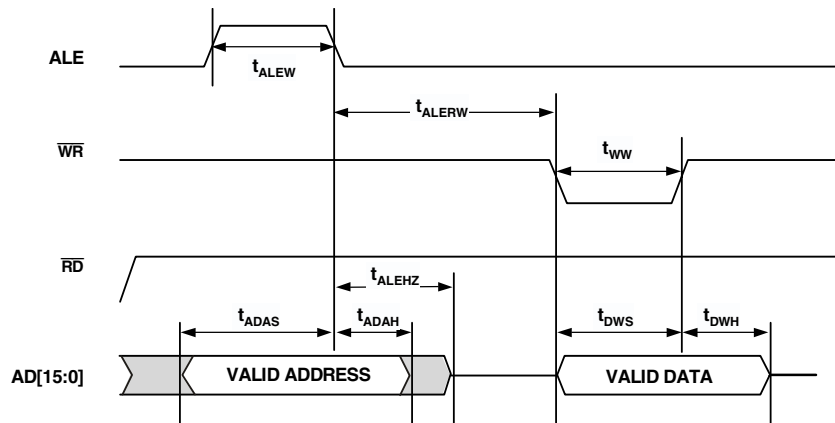 ALE
tALEW
tALERW
WR
tWW
RD
tALEHZ
tADAS
tADAH
tDWS
tDWH
AD[15:0]
VALID ADDRESS
VALID DATA